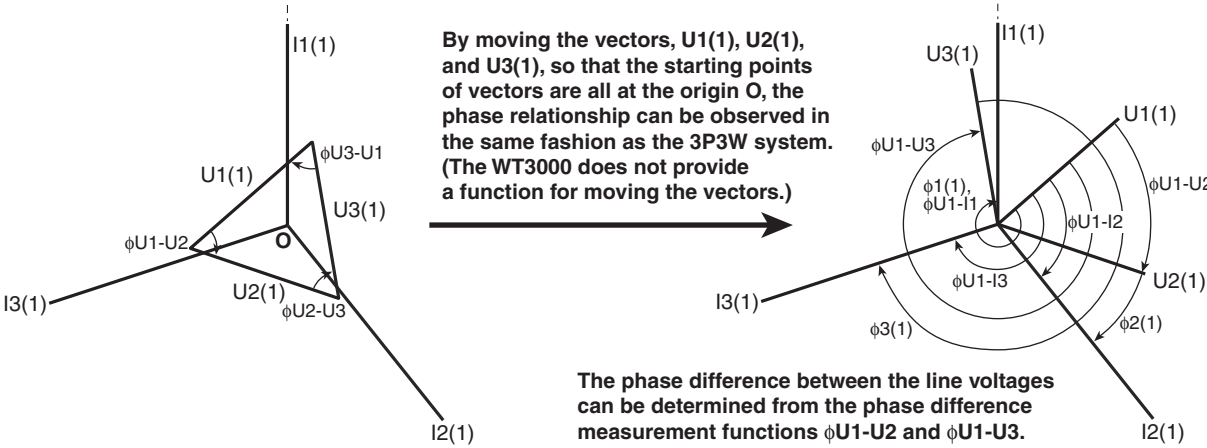 I1(1)
ϕU3-U1
U1(1)
U3(1)
ϕU1-U2
O
U2(1)
I3(1)
ϕU2-U3
I2(1)
By moving the vectors, U1(1), U2(1),
and U3(1), so that the starting points
of vectors are all at the origin O, the
phase relationship can be observed in
the same fashion as the 3P3W system.
(The WT3000 does not provide
a function for moving the vectors.)
I1(1)
U3(1)
U1(1)
ϕU1-U3
ϕ1(1),
ϕU1-I1
ϕU1-U2
ϕU1-I2
ϕU1-I3
U2(1)
I3(1)
ϕ3(1)
ϕ2(1)
I2(1)
The phase difference between the line voltages
can be determined from the phase difference
measurement functions ϕU1-U2 and ϕU1-U3.